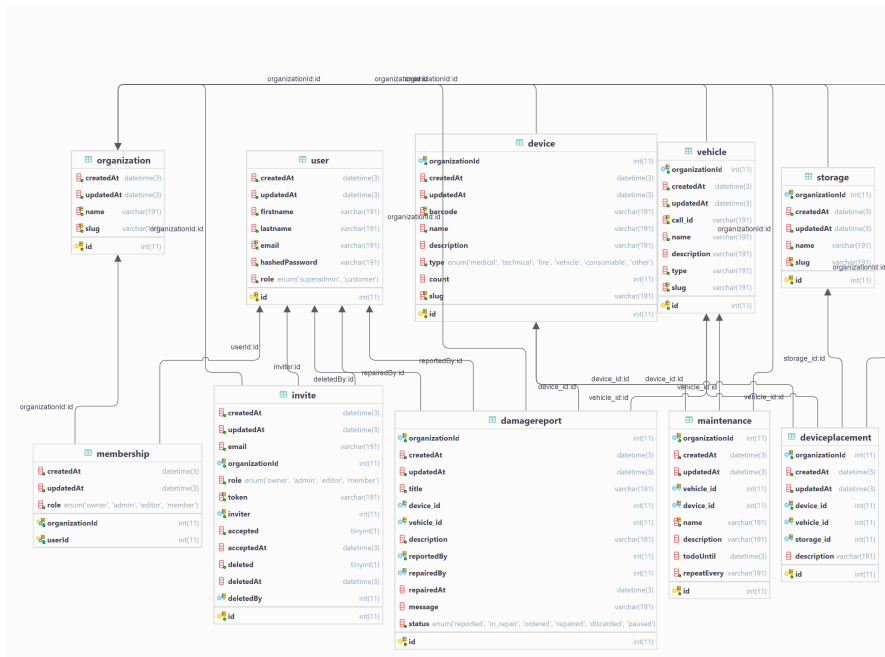 organizationId:id
organizationId:id
organizationId:id
organization
createdAt datetime(3)
updatedAt datetime(3)
name varchar(191)
slug varchar(191)
organizationId:id
id int(11)
user
createdAt datetime(3)
updatedAt datetime(3)
firstname varchar(191)
lastname varchar(191)
email varchar(191)
hashedPassword varchar(191)
role enum('superadmin', 'customer')
id int(11)
device
organizationId int(11)
createdAt datetime(3)
updatedAt datetime(3)
barcode varchar(191)
organizationId:id
name varchar(191)
description varchar(191)
type enum('medical', 'technical', 'fire', 'vehicle', 'consumable', 'other')
count int(11)
slug varchar(191)
id int(11)
vehicle
organizationId int(11)
createdAt datetime(3)
updatedAt datetime(3)
call_id varchar(191)
organizationId:id
name varchar(191)
description varchar(191)
type varchar(191)
slug varchar(191)
id int(11)
storage
organizationId int(11)
createdAt datetime(3)
updatedAt datetime(3)
name varchar(191)
slug varchar(191)
organizationId:id
id int(11)
userId:id
inviter:id
deletedBy:id
repairedBy:id
reportedBy:id
device_id:id
device_id:id
device_id:id
vehicle_id:id
vehicle_id:id
vehicle_id:id
storage_id:id
organizationId:id
membership
createdAt datetime(3)
updatedAt datetime(3)
role enum('owner', 'admin', 'editor', 'member')
organizationId int(11)
userId int(11)
invite
createdAt datetime(3)
updatedAt datetime(3)
email varchar(191)
organizationId int(11)
role enum('owner', 'admin', 'editor', 'member')
token varchar(191)
inviter int(11)
accepted tinyint(1)
acceptedAt datetime(3)
deleted tinyint(1)
deletedAt datetime(3)
deletedBy int(11)
id int(11)
damagereport
organizationId int(11)
createdAt datetime(3)
updatedAt datetime(3)
title varchar(191)
device_id int(11)
vehicle_id int(11)
description varchar(191)
reportedBy int(11)
repairedBy int(11)
repairedAt datetime(3)
message varchar(191)
status enum('reported', 'in_repair', 'ordered', 'repaired', 'discarded', 'paused')
id int(11)
maintenance
organizationId int(11)
createdAt datetime(3)
updatedAt datetime(3)
vehicle_id int(11)
device_id int(11)
name varchar(191)
description varchar(191)
todoUntil datetime(3)
repeatEvery varchar(191)
id int(11)
deviceplacement
organizationId int(11)
createdAt datetime(3)
updatedAt datetime(3)
device_id int(11)
vehicle_id int(11)
storage_id int(11)
description varchar(191)
id int(11)